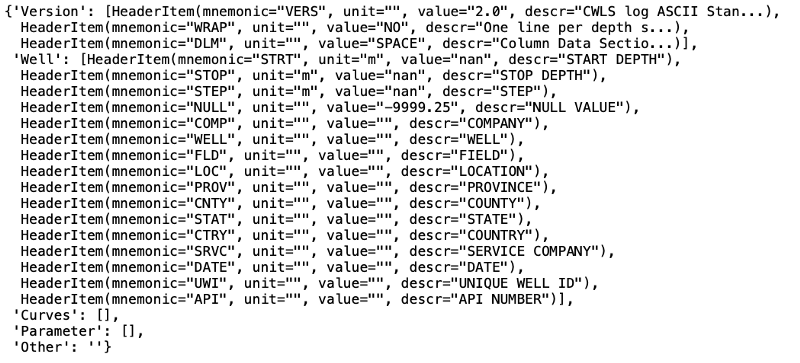 {'Version': [HeaderItem(mnemonic="VERS", unit="", value="2.0", descr="CWLS log ASCII Stan...),
HeaderItem(mnemonic="WRAP", unit="", value="NO", descr="One line per depth s...),
HeaderItem(mnemonic="DLM", unit="", value="SPACE", descr="Column Data Sectio...)],
'Well': [HeaderItem(mnemonic="STRT", unit="m", value="nan", descr="START DEPTH"),
HeaderItem(mnemonic="STOP", unit="m", value="nan", descr="STOP DEPTH"),
HeaderItem(mnemonic="STEP", unit="m", value="nan", descr="STEP"),
HeaderItem(mnemonic="NULL", unit="", value="-9999.25", descr="NULL VALUE"),
HeaderItem(mnemonic="COMP", unit="", value="", descr="COMPANY"),
HeaderItem(mnemonic="WELL", unit="", value="", descr="WELL"),
HeaderItem(mnemonic="FLD", unit="", value="", descr="FIELD"),
HeaderItem(mnemonic="LOC", unit="", value="", descr="LOCATION"),
HeaderItem(mnemonic="PROV", unit="", value="", descr="PROVINCE"),
HeaderItem(mnemonic="CNTY", unit="", value="", descr="COUNTY"),
HeaderItem(mnemonic="STAT", unit="", value="", descr="STATE"),
HeaderItem(mnemonic="CTRY", unit="", value="", descr="COUNTRY"),
HeaderItem(mnemonic="SRVC", unit="", value="", descr="SERVICE COMPANY"),
HeaderItem(mnemonic="DATE", unit="", value="", descr="DATE"),
HeaderItem(mnemonic="UWI", unit="", value="", descr="UNIQUE WELL ID"),
HeaderItem(mnemonic="API", unit="", value="", descr="API NUMBER")],
'Curves': [],
'Parameter': [],
'Other': ''}